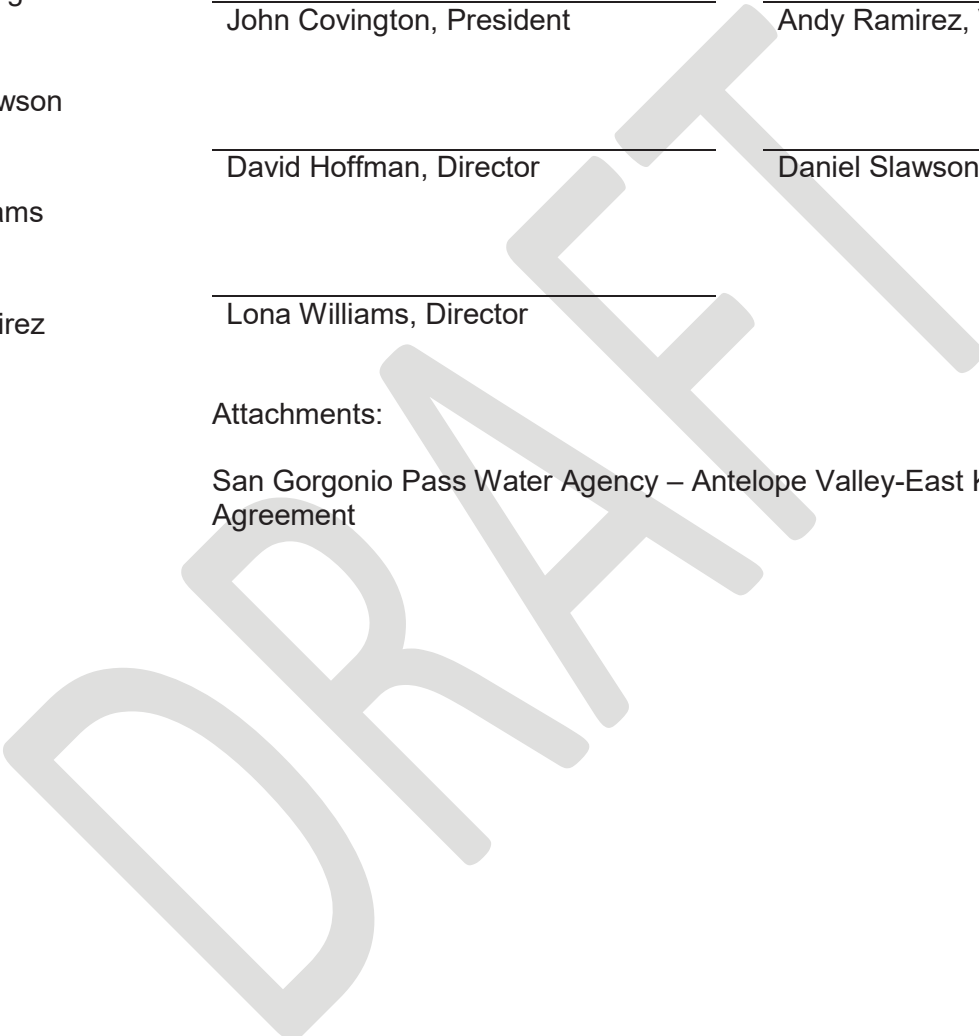 John Covington, President
Andy Ramirez,
David Hoffman, Director
Daniel Slawson
Lona Williams, Director
Attachments:
San Gorgonio Pass Water Agency – Antelope Valley-East
Agreement
DRAFT